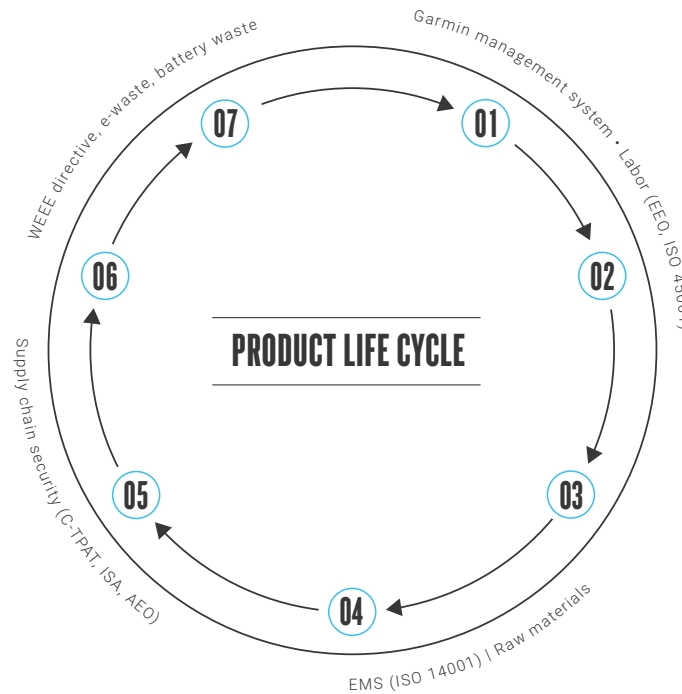 Garmin management system • Labor (EEO, ISO 45001)
WEEE directive, e-waste, battery waste
07
01
06
02
PRODUCT LIFE CYCLE
05
03
04
Supply chain security (C-TPAT, ISA, AEO)
EMS (ISO 14001) | Raw materials